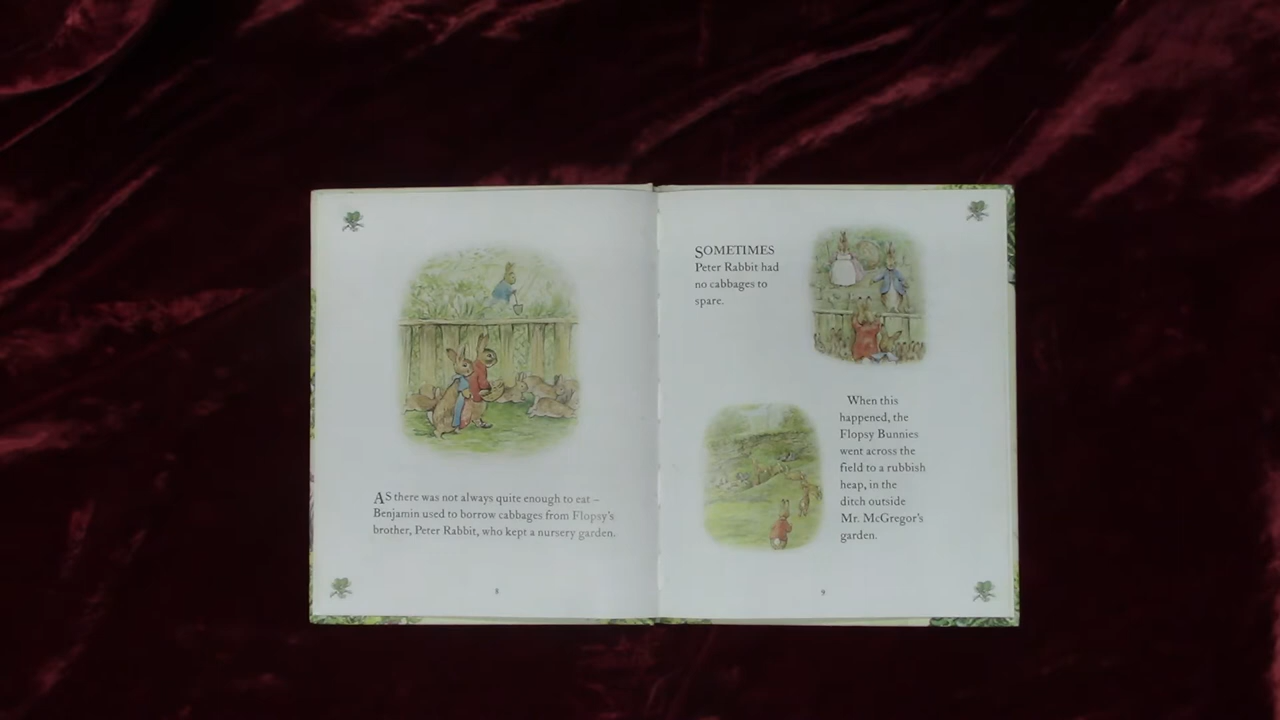 AS there was not always quite enough to eat –
Benjamin used to borrow cabbages from Flopsy's
brother, Peter Rabbit, who kept a nursery garden.
8
SOMETIMES
Peter Rabbit had
no cabbages to
spare.
When this
happened, the
Flopsy Bunnies
went across the
field to a rubbish
heap, in the
ditch outside
Mr. McGregor's
garden.
9